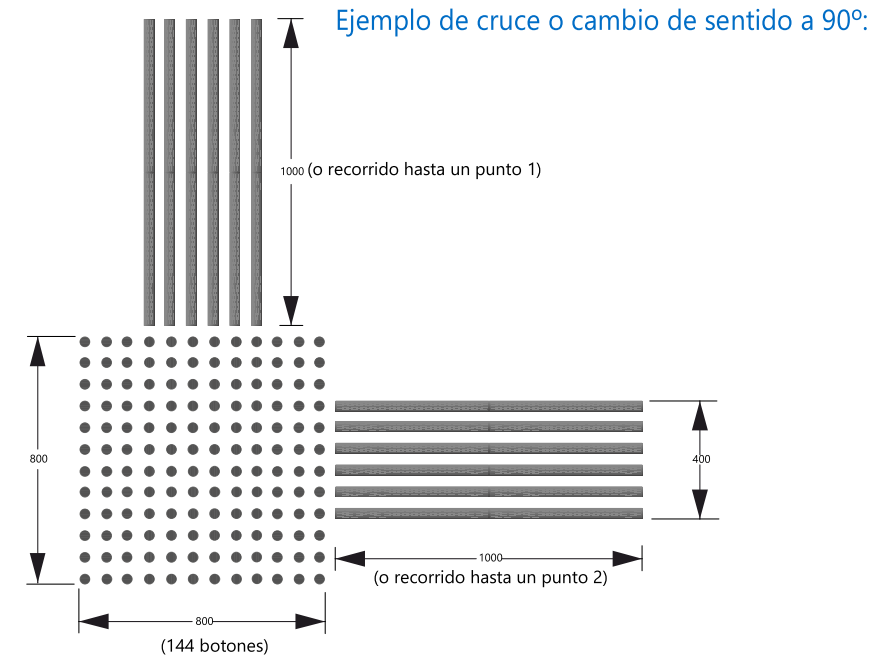 Ejemplo de cruce o cambio de sentido a 90º:
1000 (o recorrido hasta un punto 1)
800
400
1000
(o recorrido hasta un punto 2)
800
(144 botones)